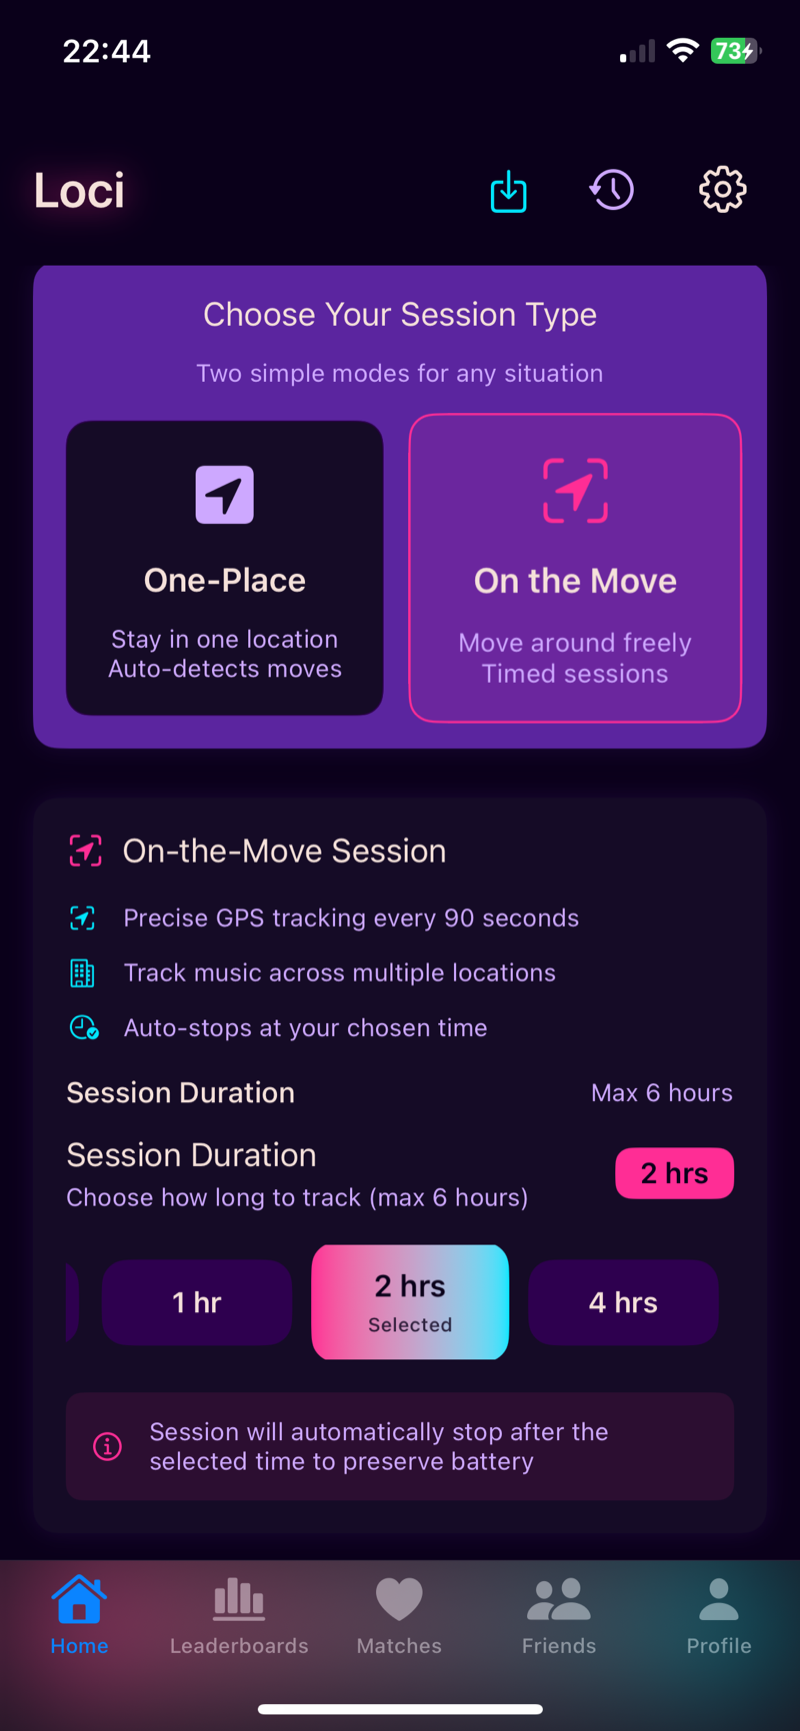 22:44
73
Loci
Choose Your Session Type
Two simple modes for any situation
One-Place
Stay in one location
Auto-detects moves
On the Move
Move around freely
Timed sessions
On-the-Move Session
Precise GPS tracking every 90 seconds
Track music across multiple locations
Auto-stops at your chosen time
Session Duration
Max 6 hours
Session Duration
Choose how long to track (max 6 hours)
2 hrs
1 hr
2 hrs
Selected
4 hrs
Session will automatically stop after the
selected time to preserve battery
Home
Leaderboards
Matches
Friends
Profile